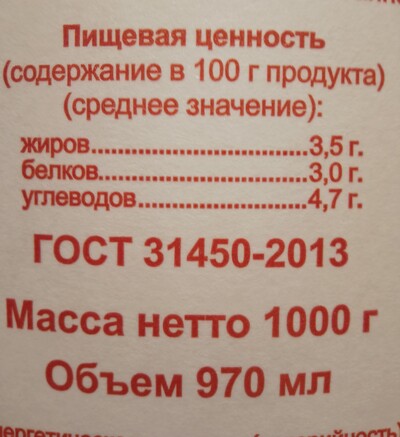 Пищевая ценность
(содержание в 100 г продукта)
(среднее значение):
жиров..............................3,5 г.
белков.............................3,0 г.
углеводов.......................4,7 г.
ГОСТ 31450-2013
Масса нетто 1000 г
Объем 970 мл